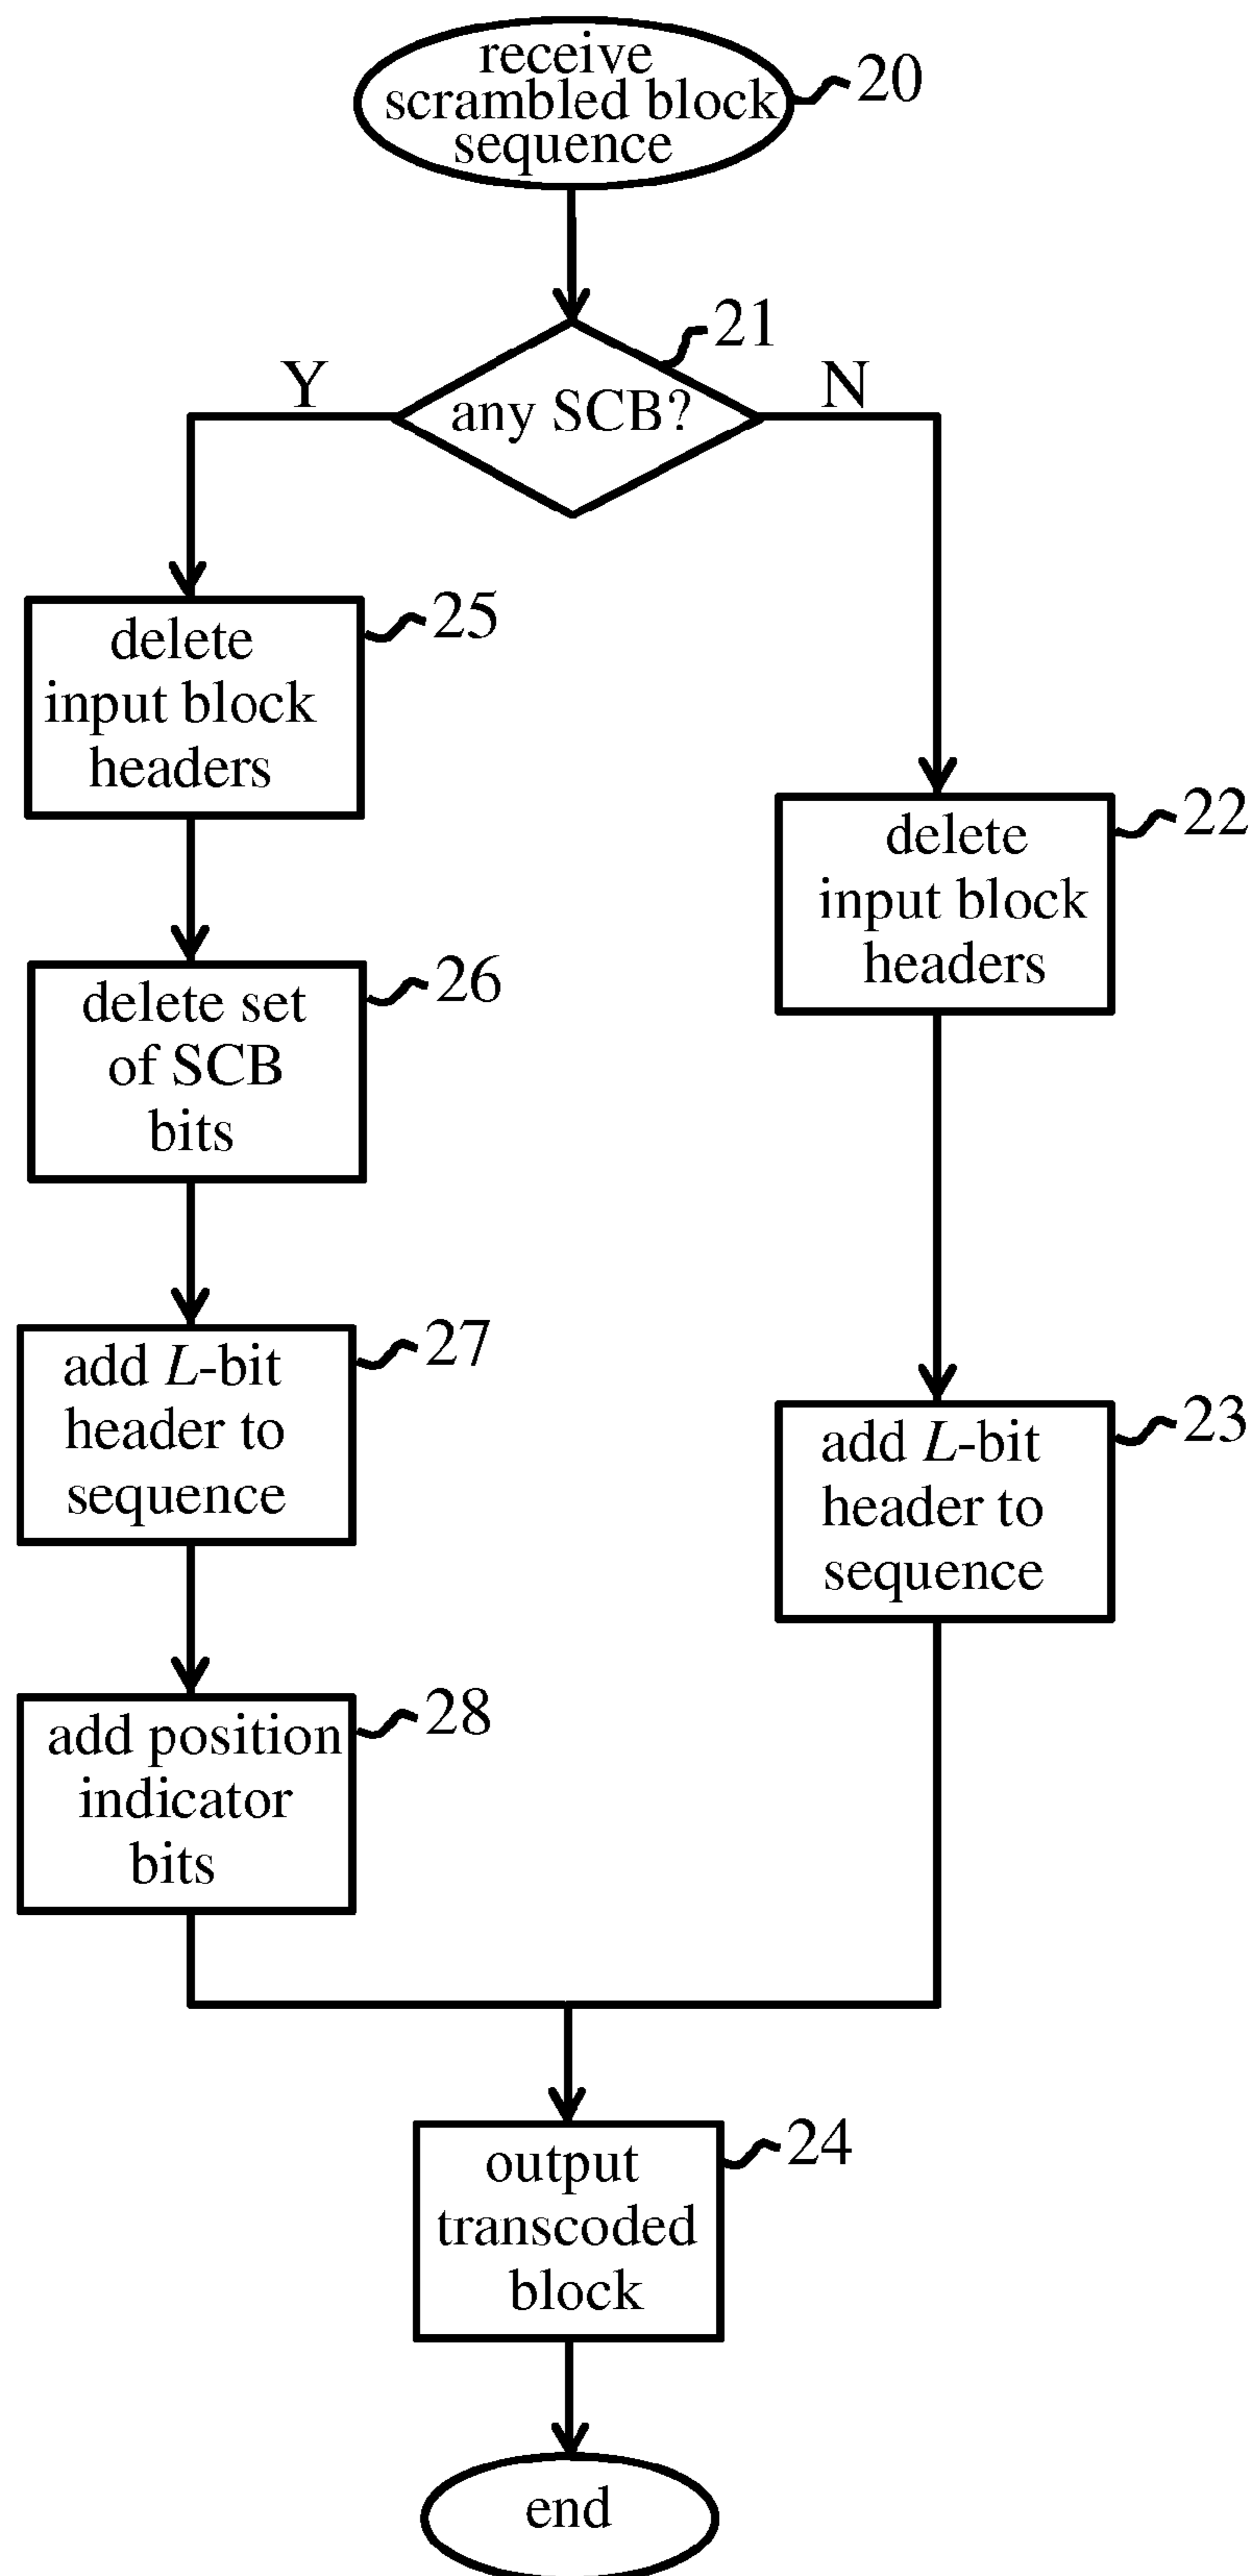 receive
scrambled block
sequence
20
21
any SCB?
Y
N
delete
input block
headers
25
delete
input block
headers
22
delete set
of SCB
bits
26
add L-bit
header to
sequence
27
add L-bit
header to
sequence
23
add position
indicator
bits
28
output
transcoded
block
24
end